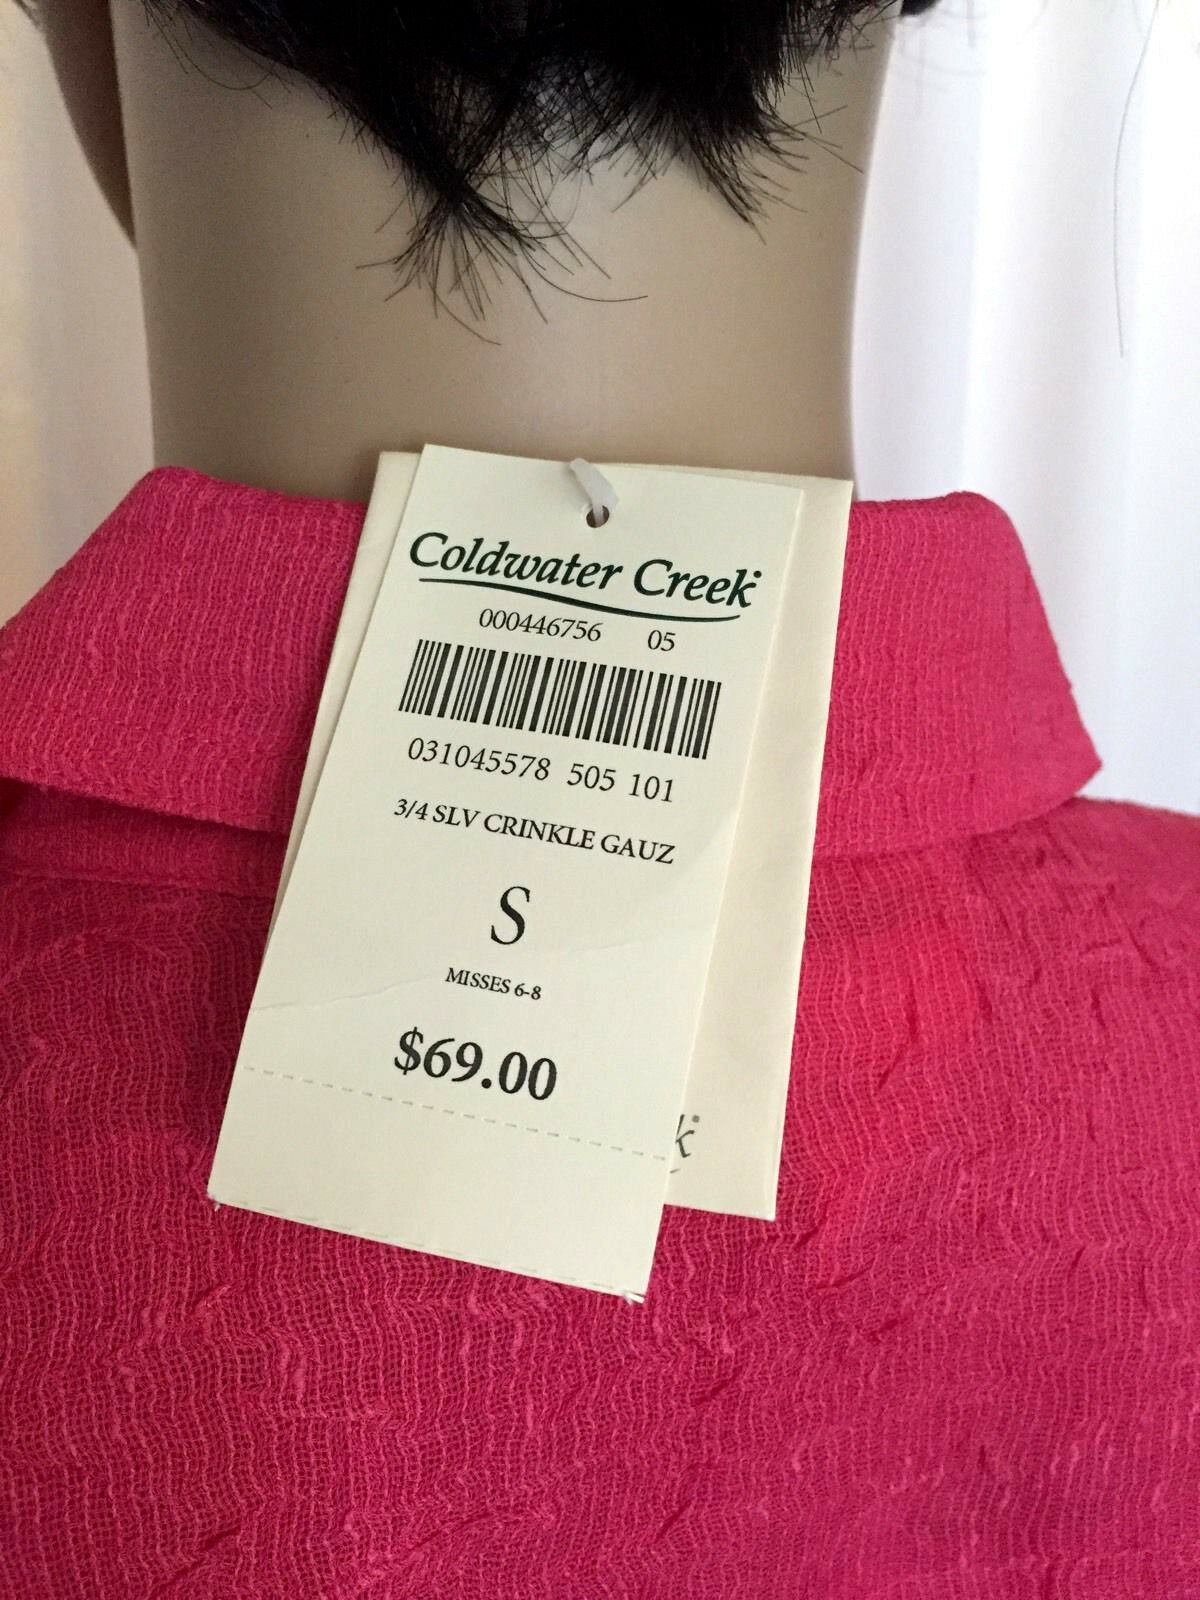 Coldwater Creek
000446756 05
031045578 505 101
3/4 SLV CRINKLE GAUZ
S
MISSES 6-8
$69.00
k